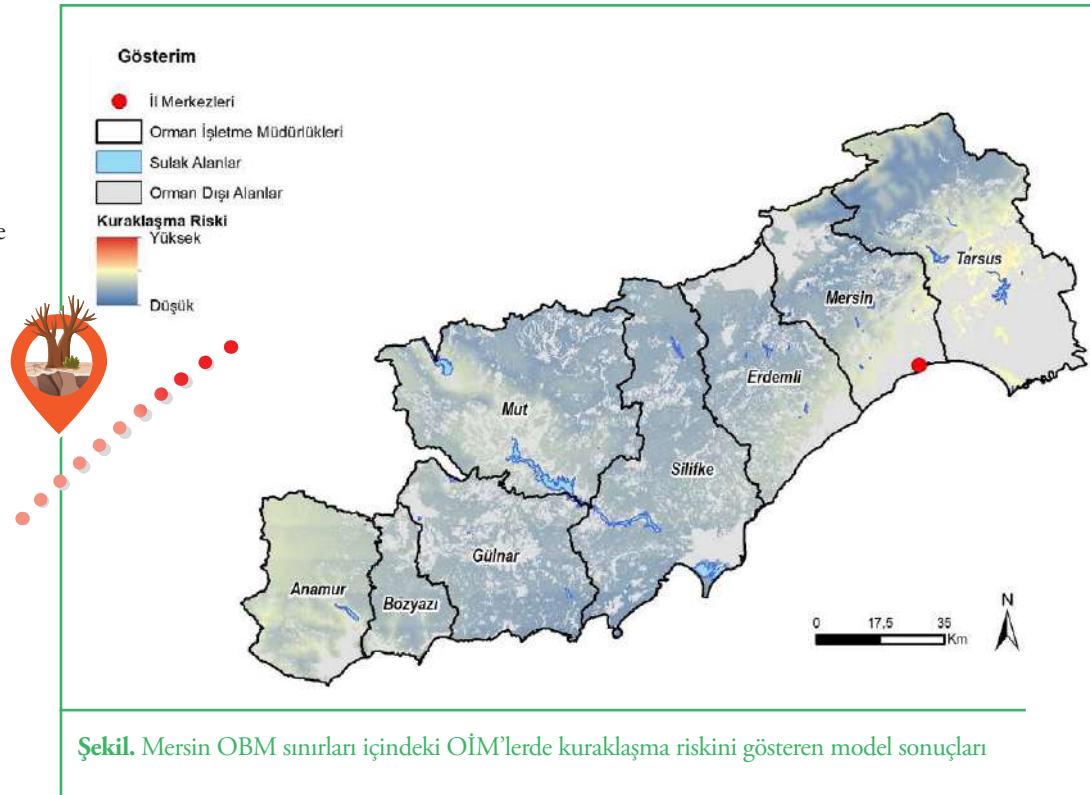 e
Gösterim
İl Merkezleri
Orman İşletme Müdürlükleri
Sulak Alanlar
Orman Dışı Alanlar
Kuraklaşma Riski
Yüksek
Düşük
Tarsus
Mersin
Erdemli
Mut
Silifke
Gülnar
Anamur
Bozyazı
N
0 17,5 35
Km
Şekil. Mersin OBM sınırları içindeki OİM’lerde kuraklaşma riskini gösteren model sonuçları